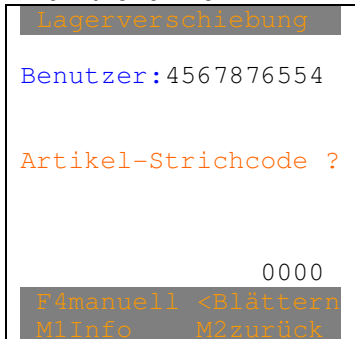 Lagerverschiebung
Benutzer:4567876554
Artikel-Strichcode ?
0000
F4manuell <Blättern
M1Info M2zurück